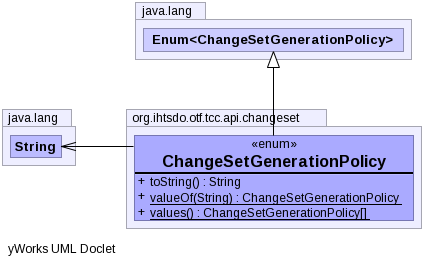 java.lang
Enum<ChangeSetGenerationPolicy>
java.lang
String
org.ihtsdo.otf.tcc.api.changeset
«enum»
ChangeSetGenerationPolicy
+ toString() : String
+ valueOf(String) : ChangeSetGenerationPolicy
+ values() : ChangeSetGenerationPolicy[]
yWorks UML Doclet